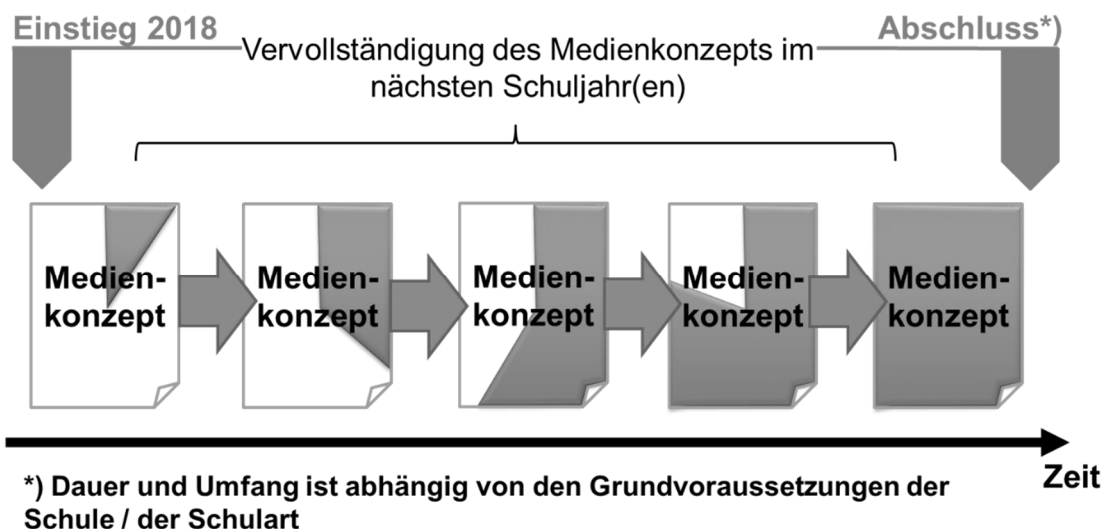 Einstieg 2018
Abschluss*)
Vervollständigung des Medienkonzepts im
nächsten Schuljahr(en)
Medien-
konzept
Medien-
konzept
Medien-
konzept
Medien-
konzept
Medien-
konzept
Zeit
*) Dauer und Umfang ist abhängig von den Grundvoraussetzungen der
Schule / der Schulart